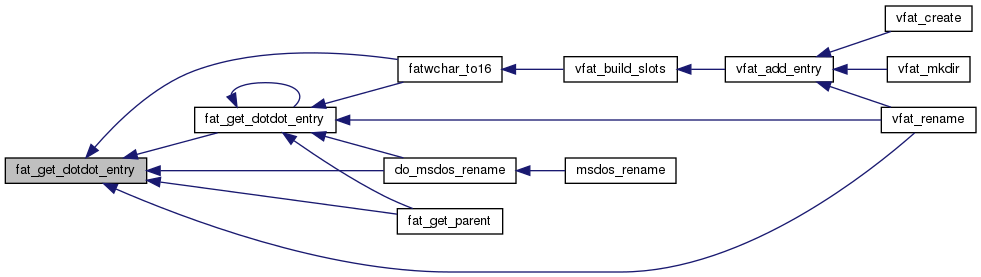 vfat_create
fatwchar_to16
vfat_build_slots
vfat_add_entry
vfat_mkdir
fat_get_dotdot_entry
vfat_rename
fat_get_dotdot_entry
do_msdos_rename
msdos_rename
fat_get_parent